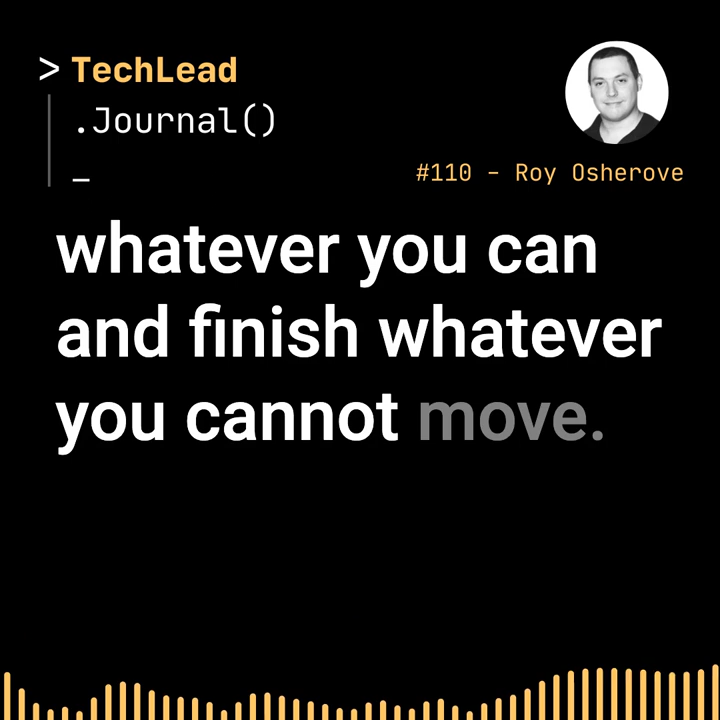 > TechLead
.Journal()
_
#110 - Roy Osherove
whatever you can
and finish whatever
you cannot move.